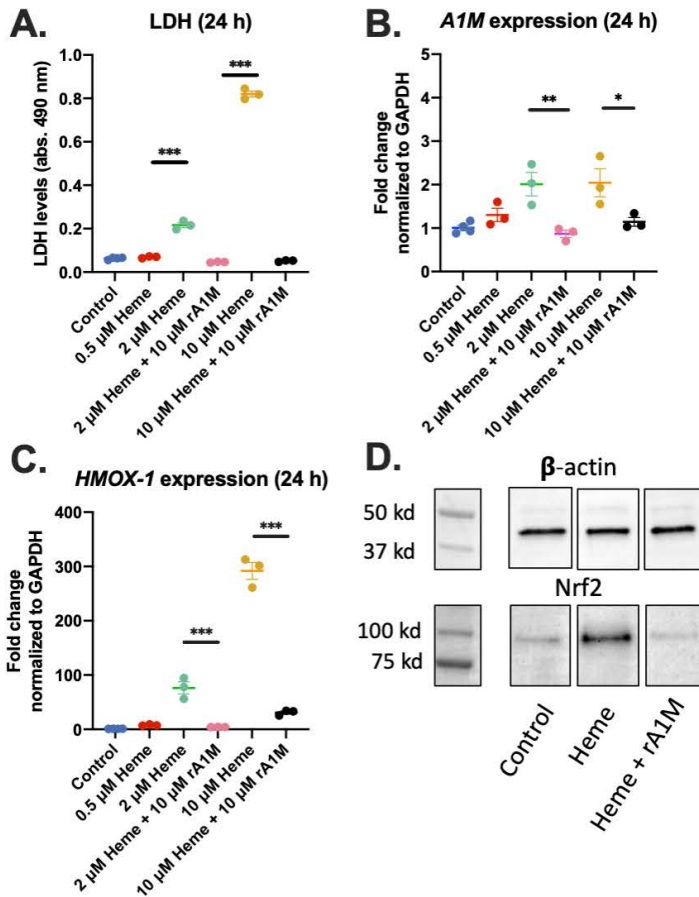 A.
LDH (24 h)
LDH levels (abs. 490 nm)
1.0
0.8
0.6
0.4
0.2
0.0
***
***
Control
0.5 µM Heme
2 µM Heme
2 µM Heme + 10 µM rA1M
10 µM Heme
10 µM Heme + 10 µM rA1M
B.
A1M expression (24 h)
Fold change
normalized to GAPDH
5
4
3
2
1
0
**
*
Control
0.5 µM Heme
2 µM Heme
2 µM Heme + 10 µM rA1M
10 µM Heme
10 µM Heme + 10 µM rA1M
C.
HMOX-1 expression (24 h)
Fold change
normalized to GAPDH
400
300
200
100
0
***
***
Control
0.5 µM Heme
2 µM Heme
2 µM Heme + 10 µM rA1M
10 µM Heme
10 µM Heme + 10 µM rA1M
D.
β-actin
50 kd
37 kd
Nrf2
100 kd
75 kd
Control
Heme
Heme + rA1M